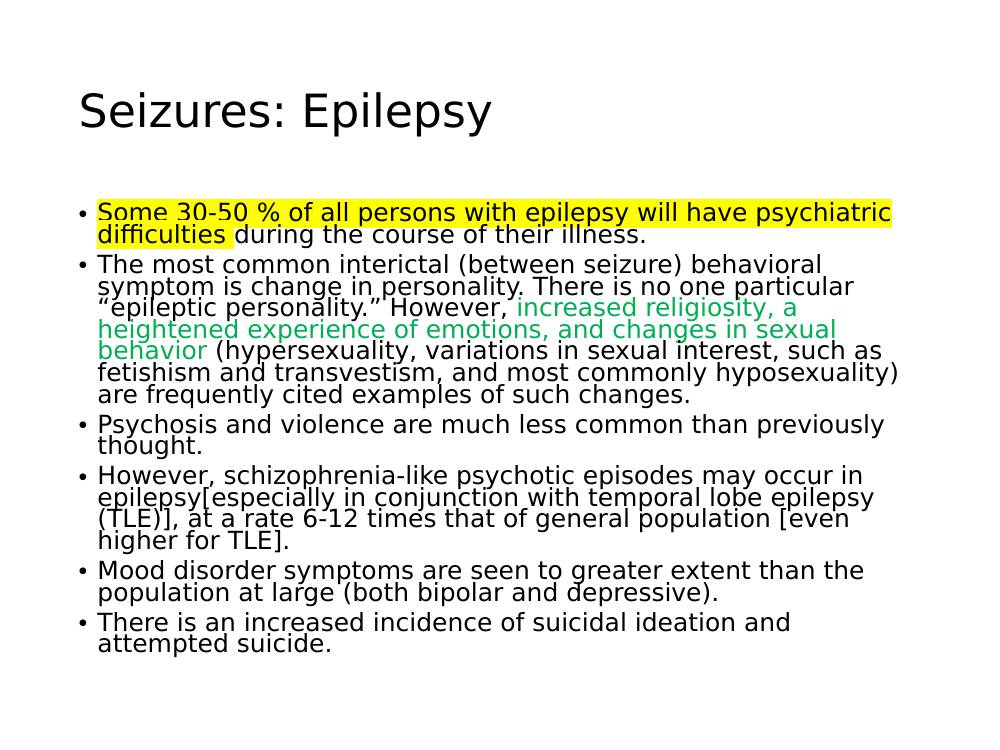 Seizures: Epilepsy
• Some 30-50 % of all persons with epilepsy will have psychiatric
difficulties during the course of their illness.
• The most common interictal (between seizure) behavioral
symptom is change in personality. There is no one particular
“epileptic personality.” However, increased religiosity, a
heightened experience of emotions, and changes in sexual
behavior (hypersexuality, variations in sexual interest, such as
fetishism and transvestism, and most commonly hyposexuality)
are frequently cited examples of such changes.
• Psychosis and violence are much less common than previously
thought.
• However, schizophrenia-like psychotic episodes may occur in
epilepsy[especially in conjunction with temporal lobe epilepsy
(TLE)], at a rate 6-12 times that of general population [even
higher for TLE].
• Mood disorder symptoms are seen to greater extent than the
population at large (both bipolar and depressive).
• There is an increased incidence of suicidal ideation and
attempted suicide.